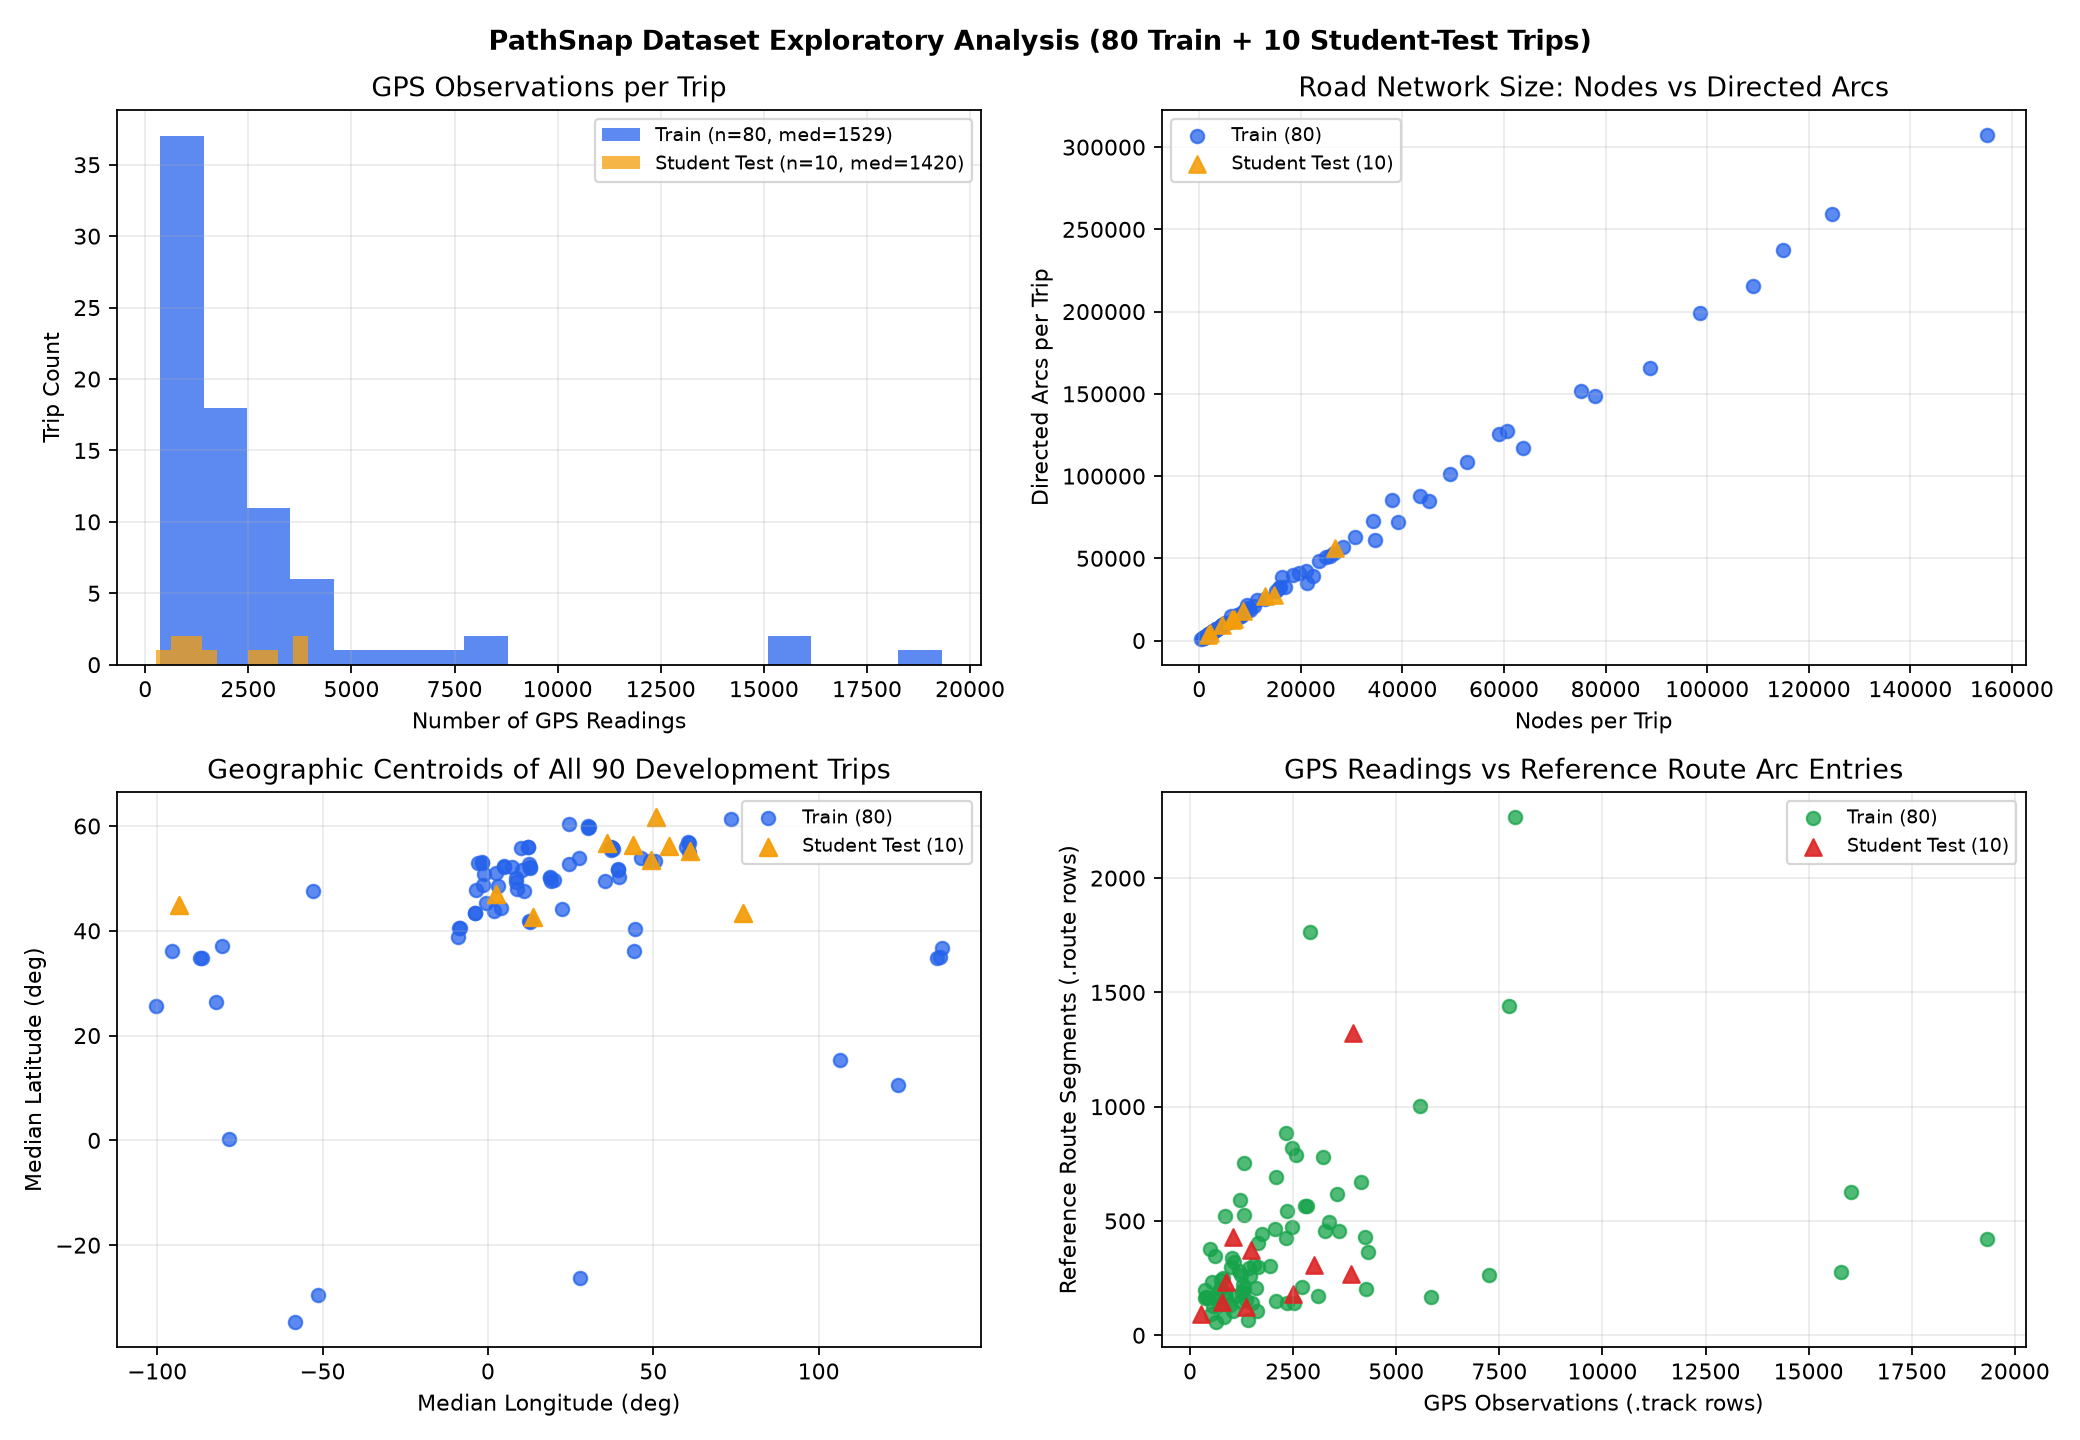 PathSnap Dataset Exploratory Analysis (80 Train + 10 Student-Test Trips)
GPS Observations per Trip
Trip Count
35
30
25
20
15
10
5
0
Train (n=80, med=1529)
Student Test (n=10, med=1420)
0 2500 5000 7500 10000 12500 15000 17500 20000
Number of GPS Readings
Road Network Size: Nodes vs Directed Arcs
Directed Arcs per Trip
300000
250000
200000
150000
100000
50000
0
Train (80)
Student Test (10)
0 20000 40000 60000 80000 100000 120000 140000 160000
Nodes per Trip
Geographic Centroids of All 90 Development Trips
Median Latitude (deg)
60
40
20
0
−20
Train (80)
Student Test (10)
−100 −50 0 50 100
Median Longitude (deg)
GPS Readings vs Reference Route Arc Entries
Reference Route Segments (.route rows)
2000
1500
1000
500
0
Train (80)
Student Test (10)
0 2500 5000 7500 10000 12500 15000 17500 20000
GPS Observations (.track rows)